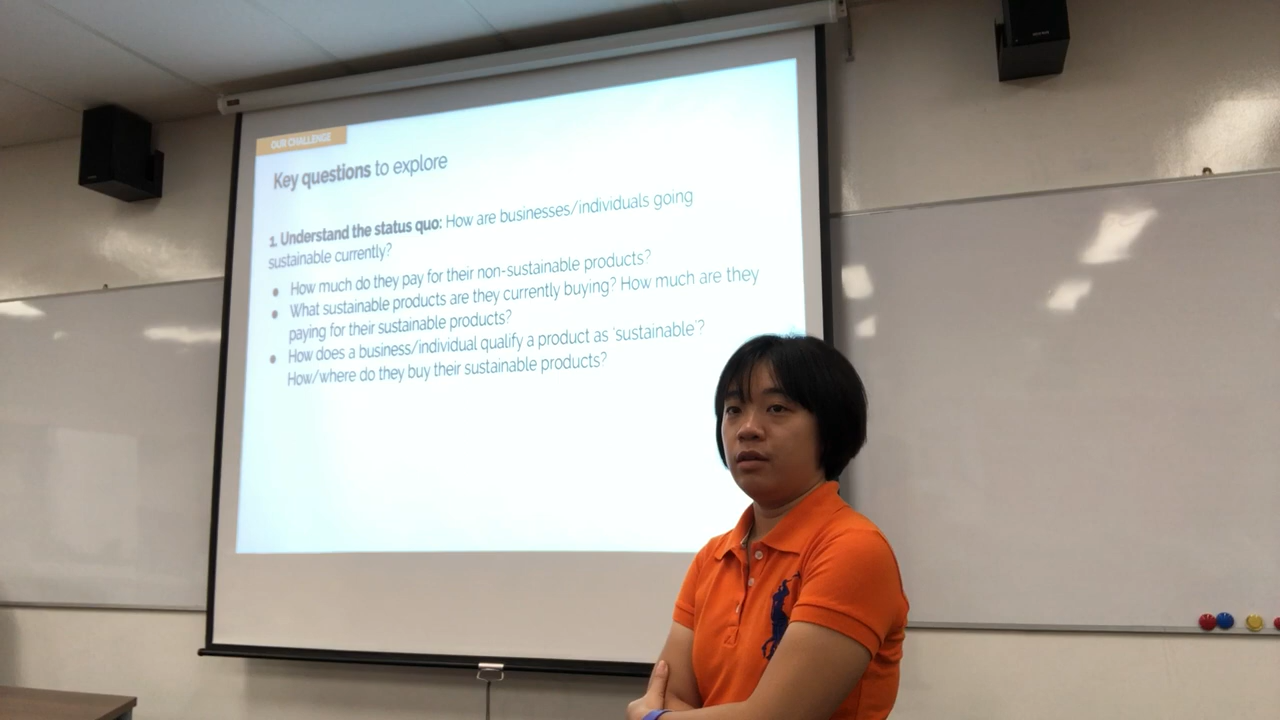 OUR CHALLENGE
Key questions to explore
1. Understand the status quo: How are businesses/individuals going
sustainable currently?
● How much do they pay for their non-sustainable products?
● What sustainable products are they currently buying? How much are they
paying for their sustainable products?
● How does a business/individual qualify a product as 'sustainable'?
How/where do they buy their sustainable products?